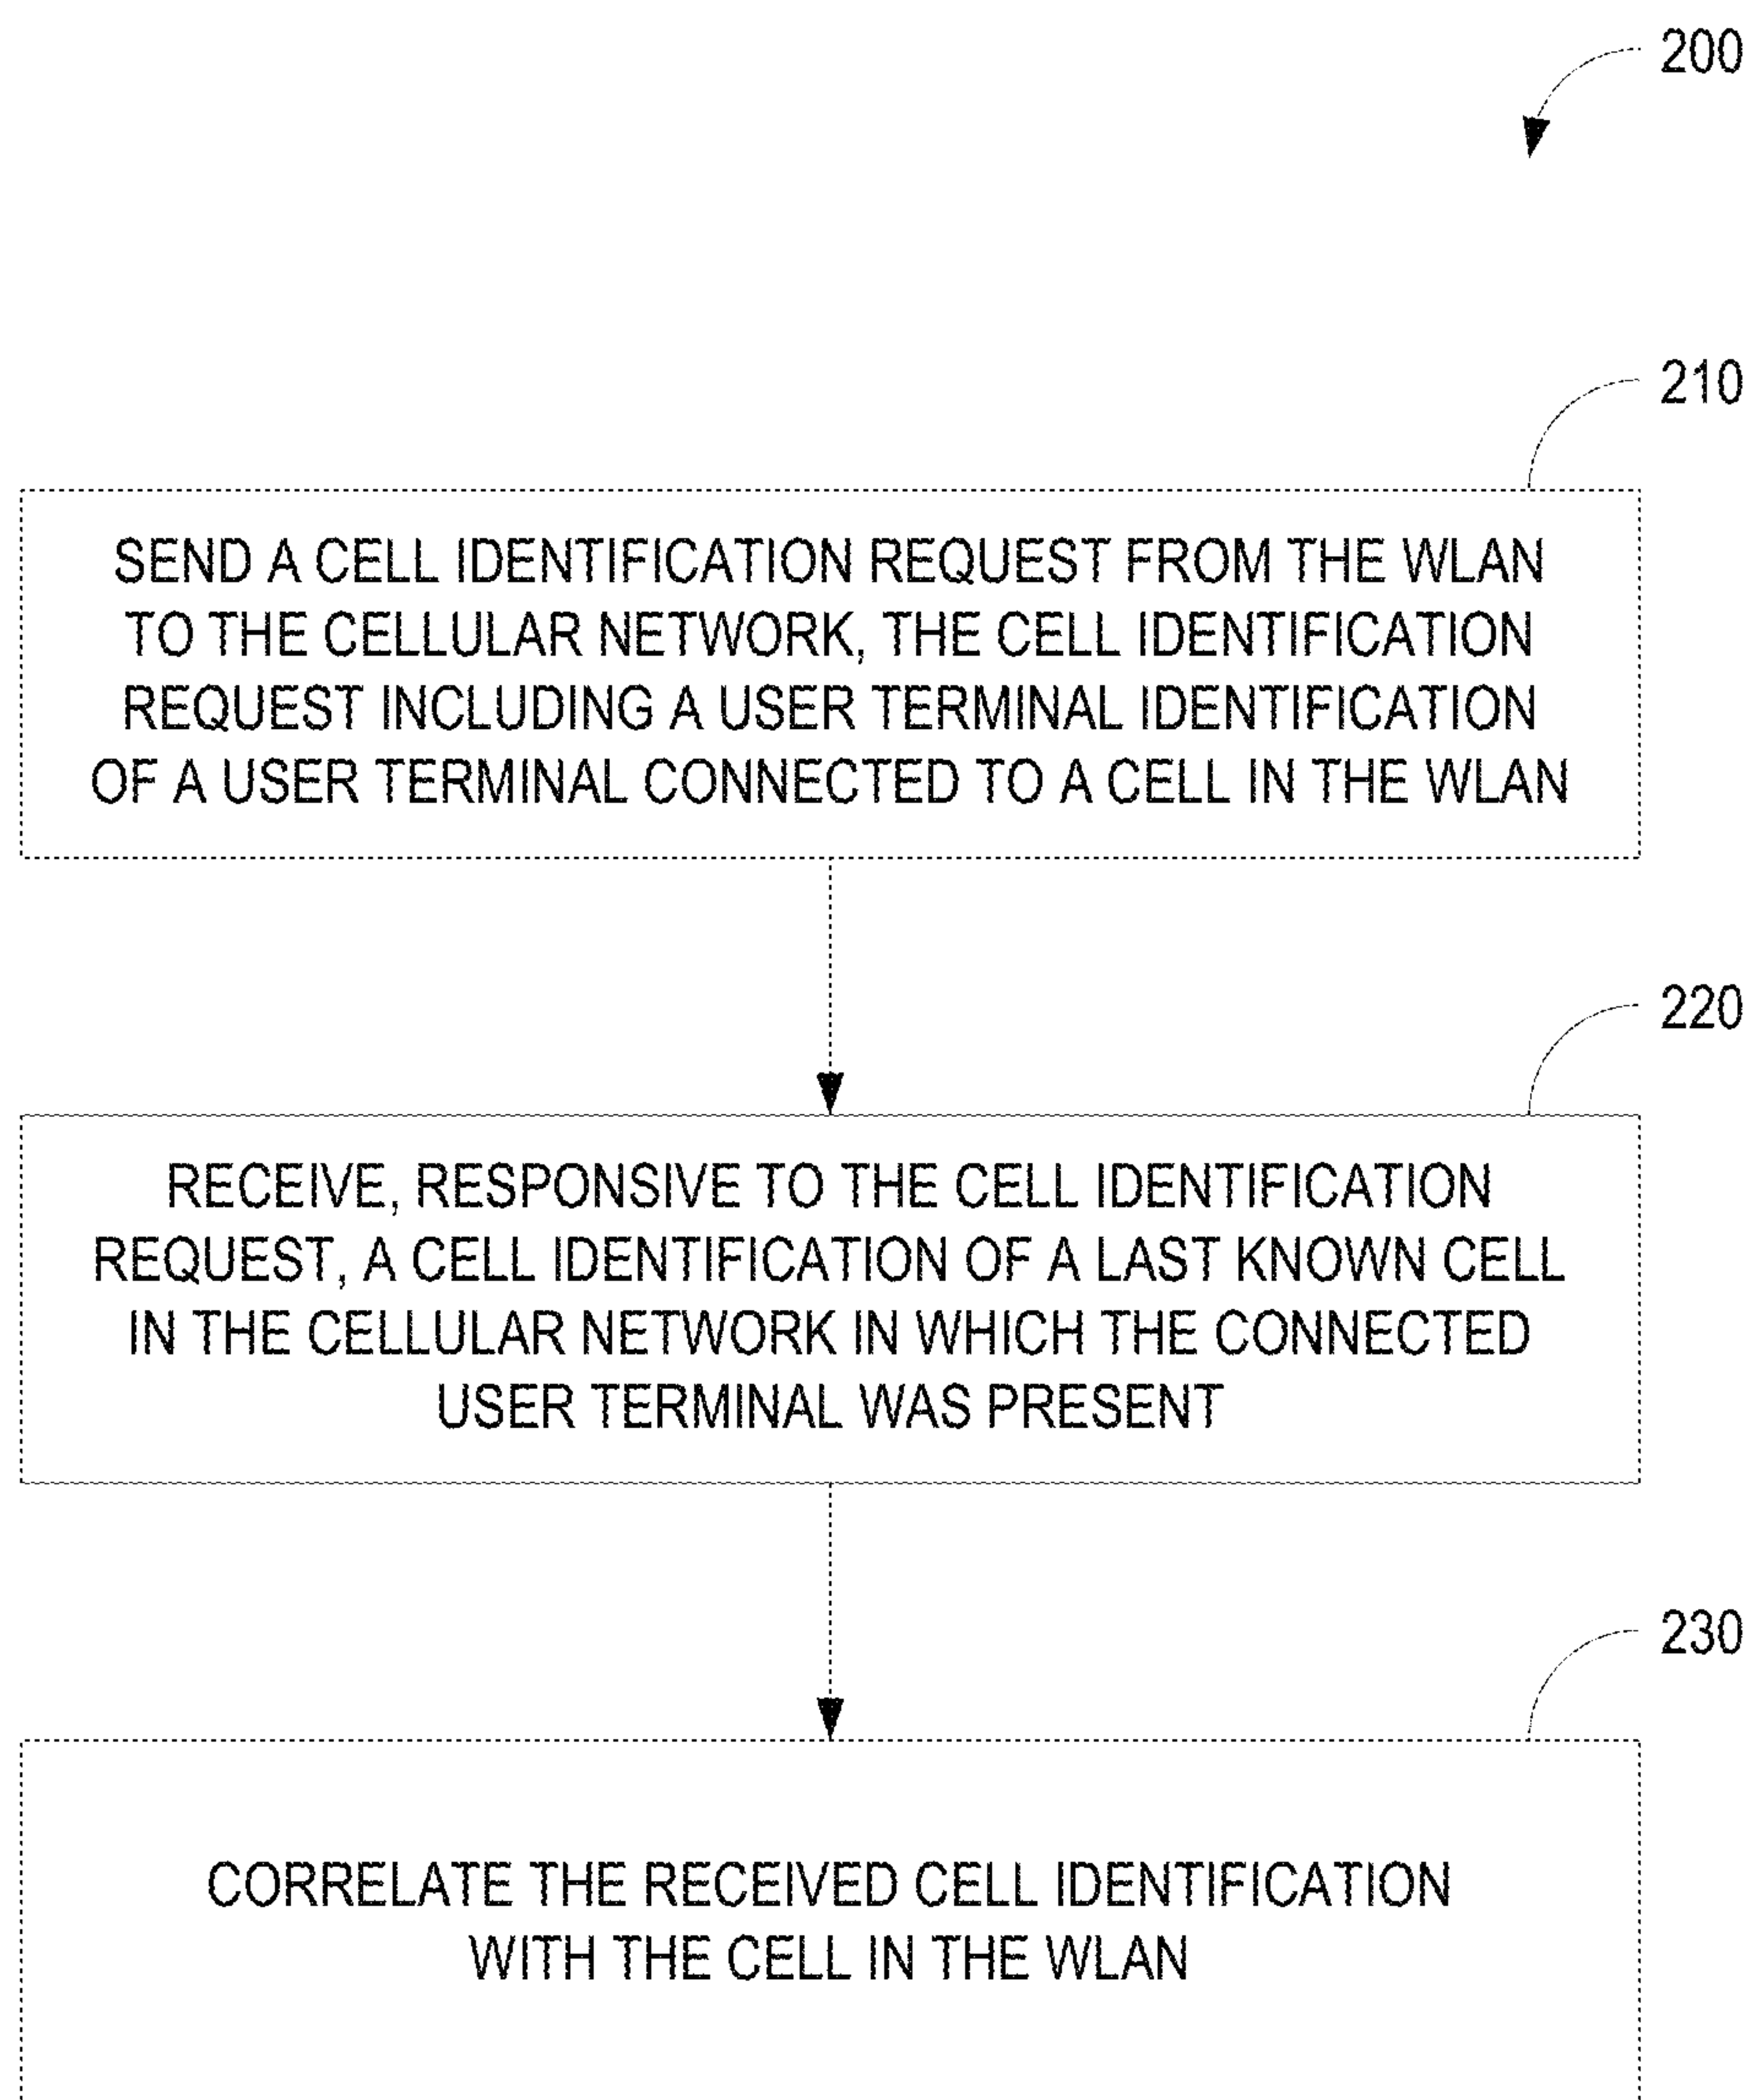 200
210
SEND A CELL IDENTIFICATION REQUEST FROM THE WLAN
TO THE CELLULAR NETWORK, THE CELL IDENTIFICATION
REQUEST INCLUDING A USER TERMINAL IDENTIFICATION
OF A USER TERMINAL CONNECTED TO A CELL IN THE WLAN
220
RECEIVE, RESPONSIVE TO THE CELL IDENTIFICATION
REQUEST, A CELL IDENTIFICATION OF A LAST KNOWN CELL
IN THE CELLULAR NETWORK IN WHICH THE CONNECTED
USER TERMINAL WAS PRESENT
230
CORRELATE THE RECEIVED CELL IDENTIFICATION
WITH THE CELL IN THE WLAN